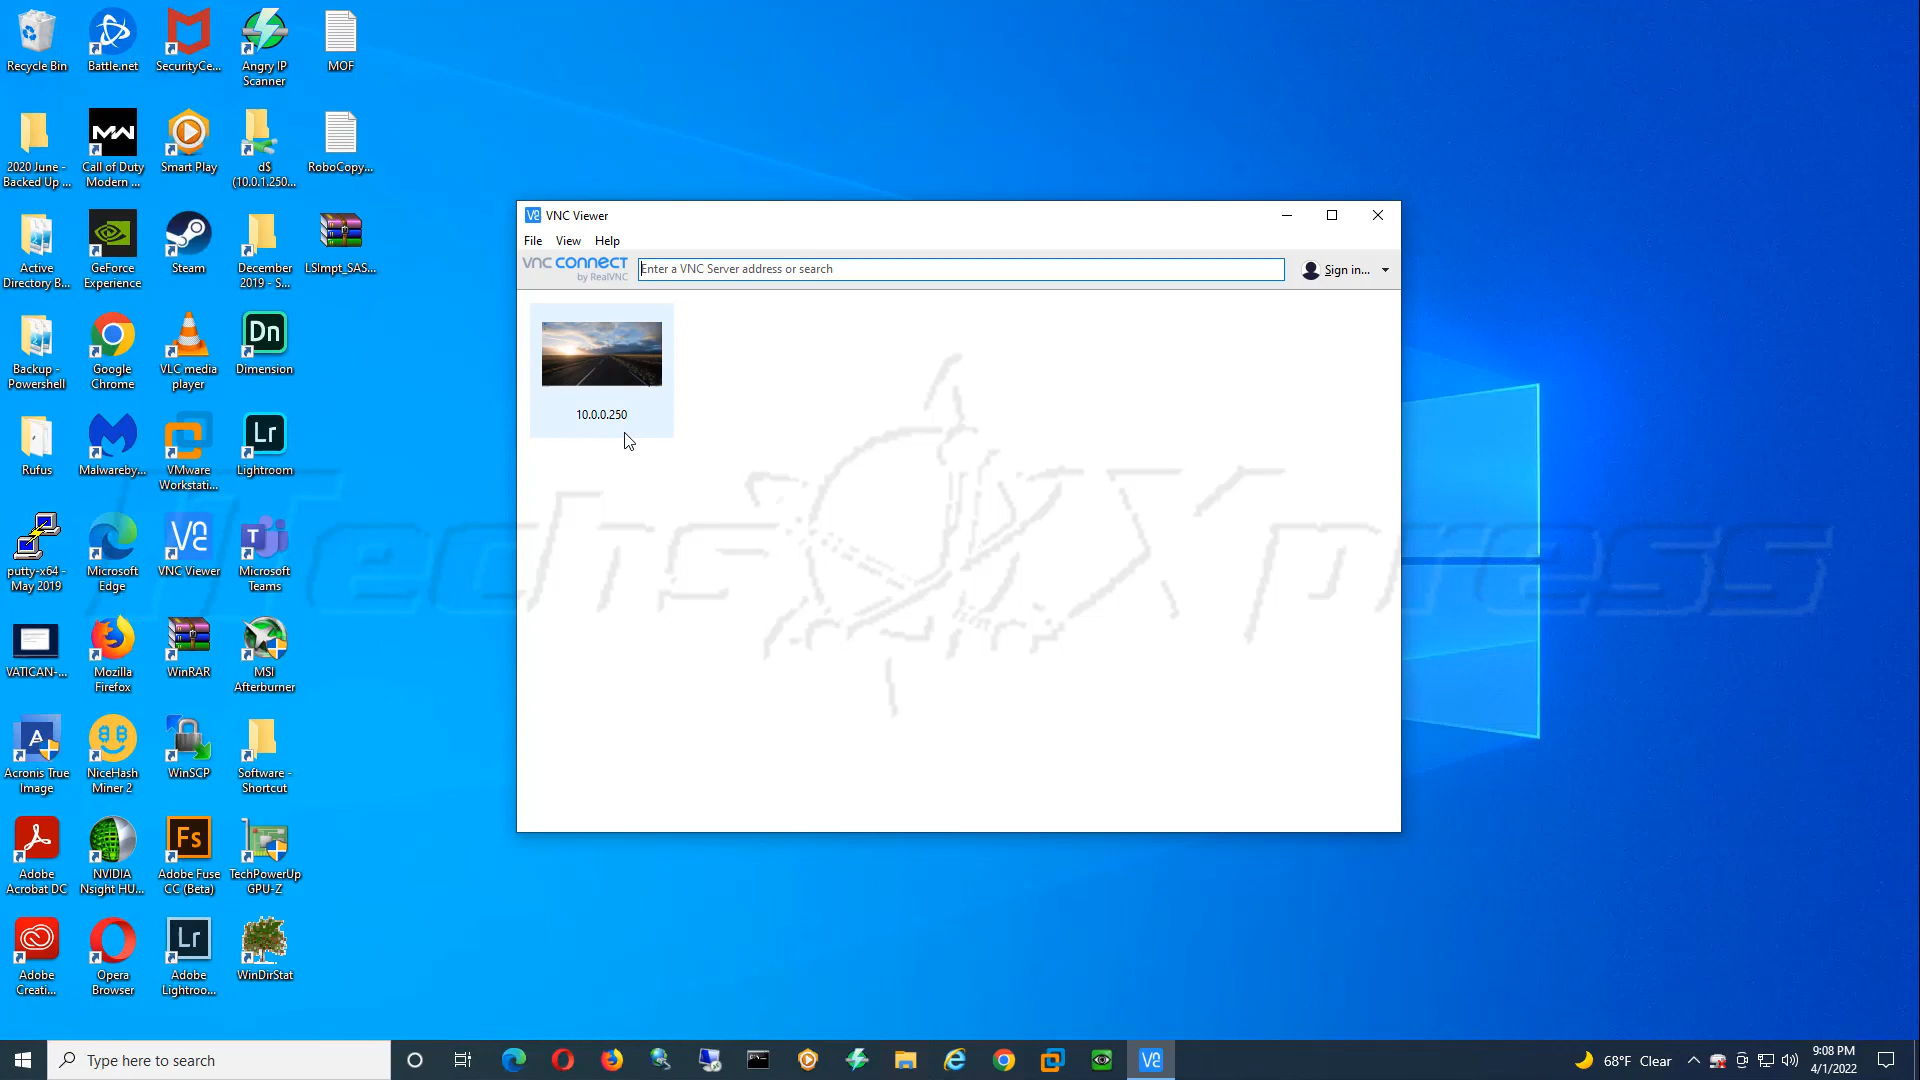 Recycle Bin
Battle.net
SecurityCe...
Angry IP
Scanner
MOF
2020 June -
Backed Up ...
Call of Duty
Modern ...
Smart Play
d$
(10.0.1.250...
RoboCopy...
Active
Directory B...
GeForce
Experience
Steam
December
2019 - S...
LSImpt_SAS...
Backup -
Powershell
Google
Chrome
VLC media
player
Dn
Dimension
Rufus
Malwareby...
VMware
Workstati...
Lr
Lightroom
putty-x64 -
May 2019
Microsoft
Edge
VNC Viewer
Microsoft
Teams
VATICAN-...
Mozilla
Firefox
WinRAR
MSI
Afterburner
Acronis True
Image
NiceHash
Miner 2
WinSCP
Software -
Shortcut
Adobe
Acrobat DC
NVIDIA
Nsight HU...
Fs
Adobe Fuse
CC (Beta)
TechPowerUp
GPU-Z
Adobe
Creati...
Opera
Browser
Lr
Adobe
Lightroo...
WinDirStat
VNC Viewer
File View Help
vnc connect
by RealVNC
Enter a VNC Server address or search
Sign in...
10.0.0.250
iTechsXpress
Type here to search
68°F Clear
9:08 PM
4/1/2022